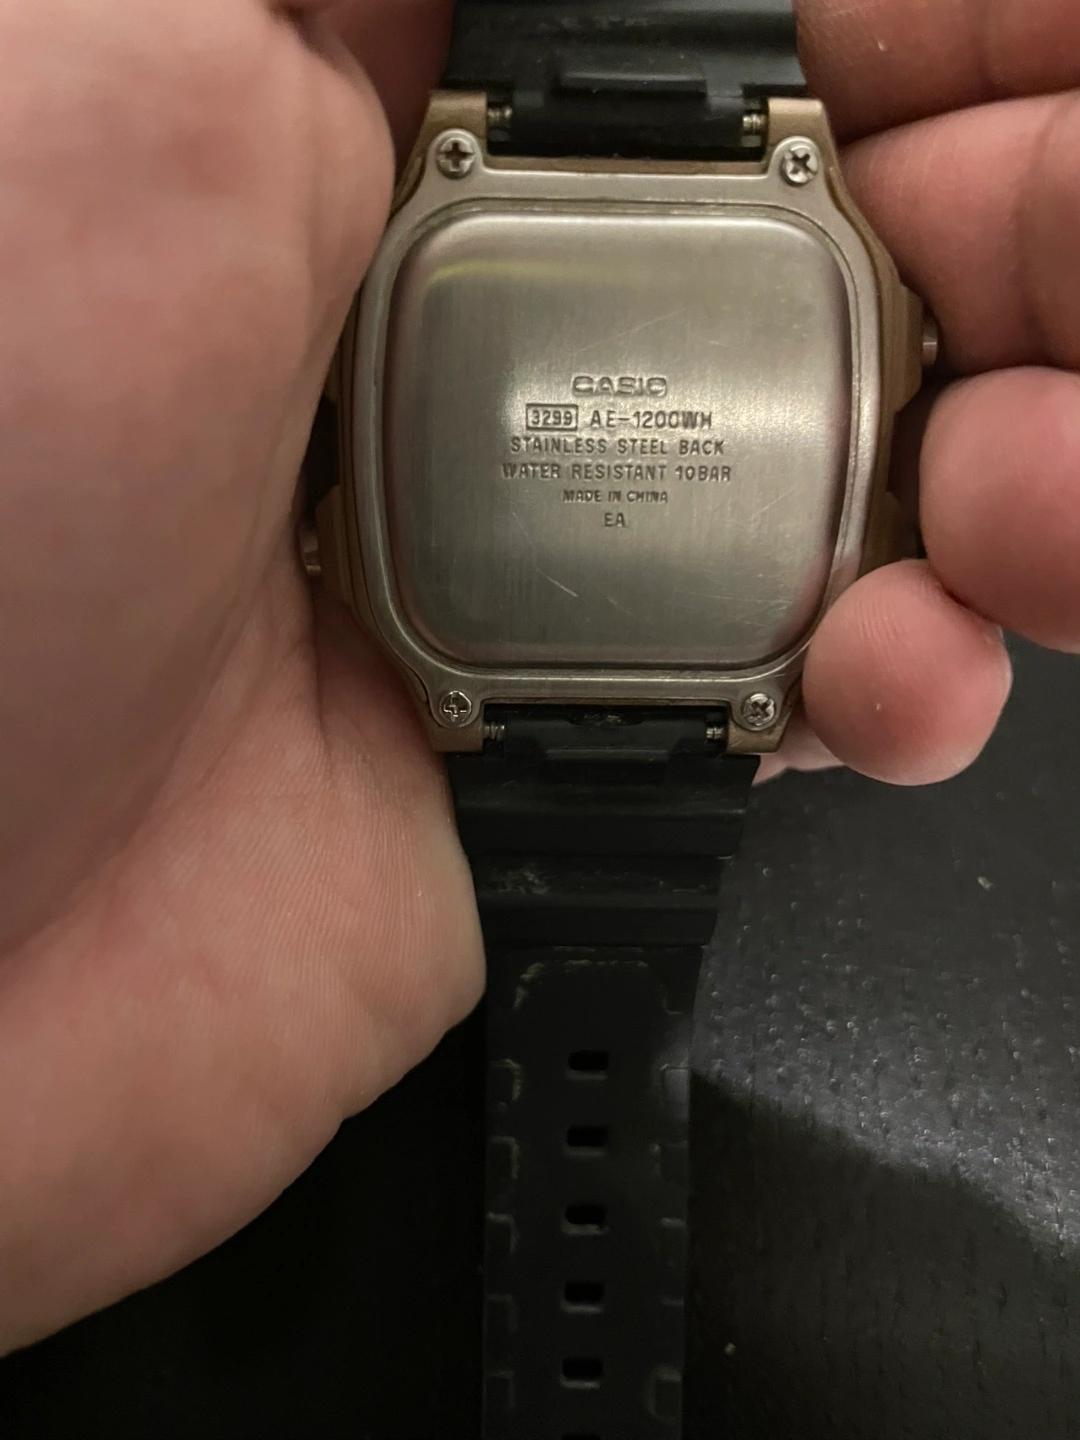 CASIO
3299 AE-1200WH
STAINLESS STEEL BACK
WATER RESISTANT 10BAR
MADE IN CHINA
EA